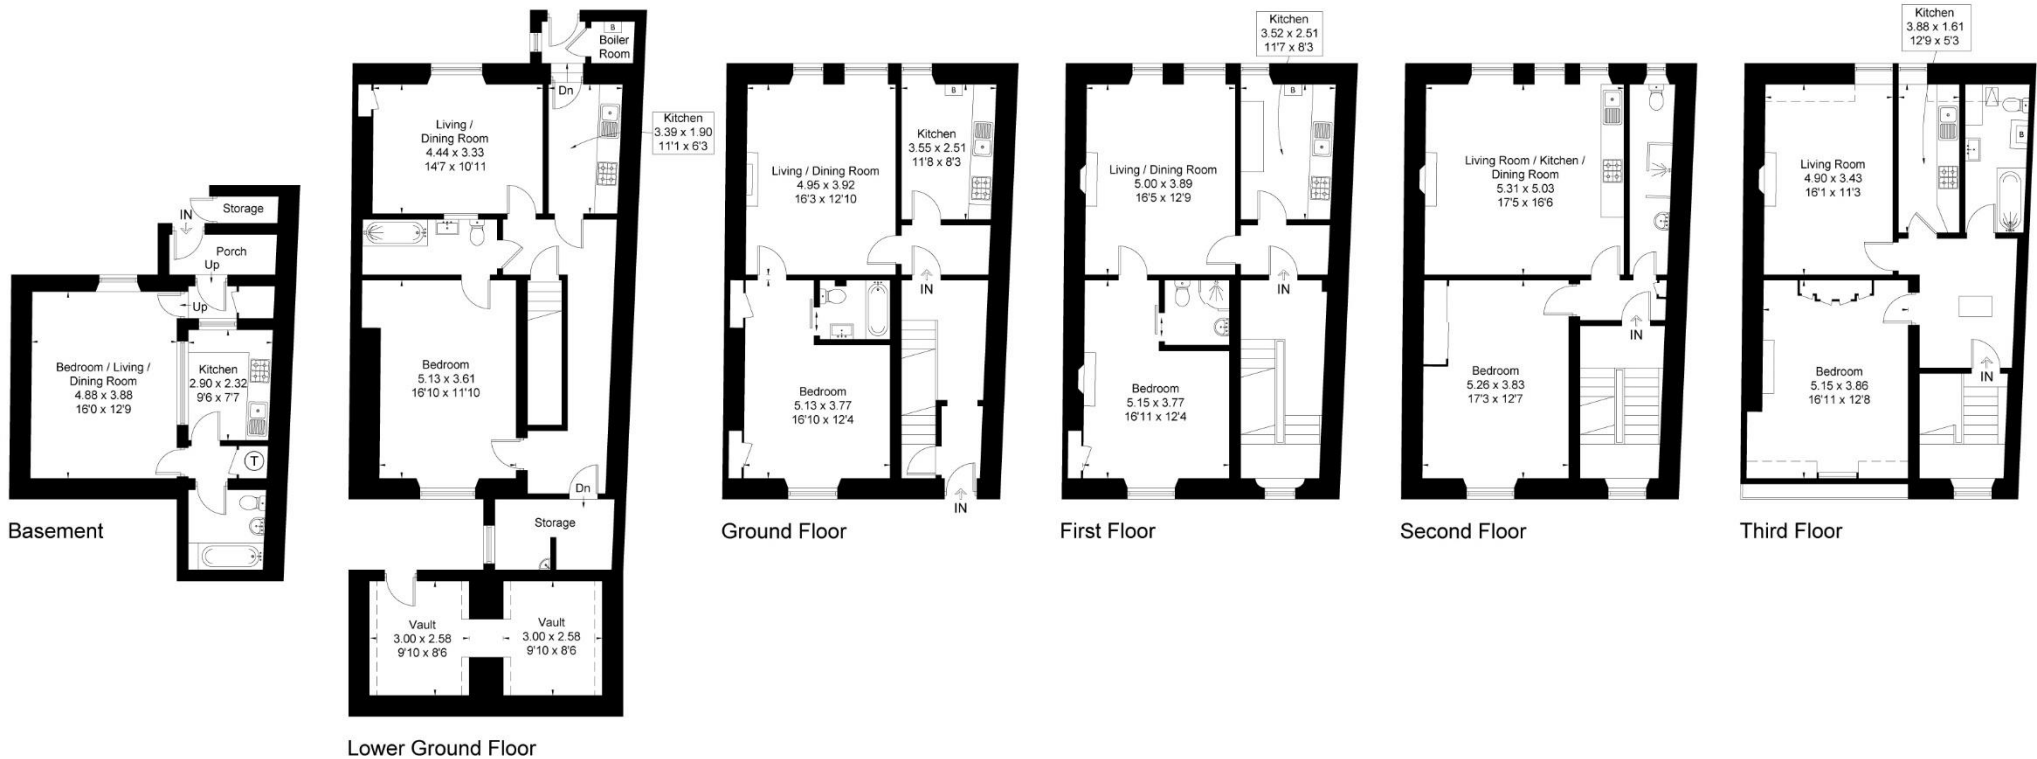 IN
Storage
Porch
Up
Up
Bedroom / Living /
Dining Room
4.88 x 3.88
16'0 x 12'9
Kitchen
2.90 x 2.32
9'6 x 7'7
T
Basement
B
Boiler
Room
Dn
Living /
Dining Room
4.44 x 3.33
14'7 x 10'11
Kitchen
3.39 x 1.90
11'1 x 6'3
Bedroom
5.13 x 3.61
16'10 x 11'10
Dn
Storage
Vault
3.00 x 2.58
9'10 x 8'6
Vault
3.00 x 2.58
9'10 x 8'6
Lower Ground Floor
B
Kitchen
3.55 x 2.51
11'8 x 8'3
Living / Dining Room
4.95 x 3.92
16'3 x 12'10
IN
Bedroom
5.13 x 3.77
16'10 x 12'4
IN
Ground Floor
Kitchen
3.52 x 2.51
11'7 x 8'3
B
Living / Dining Room
5.00 x 3.89
16'5 x 12'9
IN
Bedroom
5.15 x 3.77
16'11 x 12'4
First Floor
Living Room / Kitchen /
Dining Room
5.31 x 5.03
17'5 x 16'6
IN
Bedroom
5.26 x 3.83
17'3 x 12'7
Second Floor
Kitchen
3.88 x 1.61
12'9 x 5'3
B
Living Room
4.90 x 3.43
16'1 x 11'3
Bedroom
5.15 x 3.86
16'11 x 12'8
IN
Third Floor